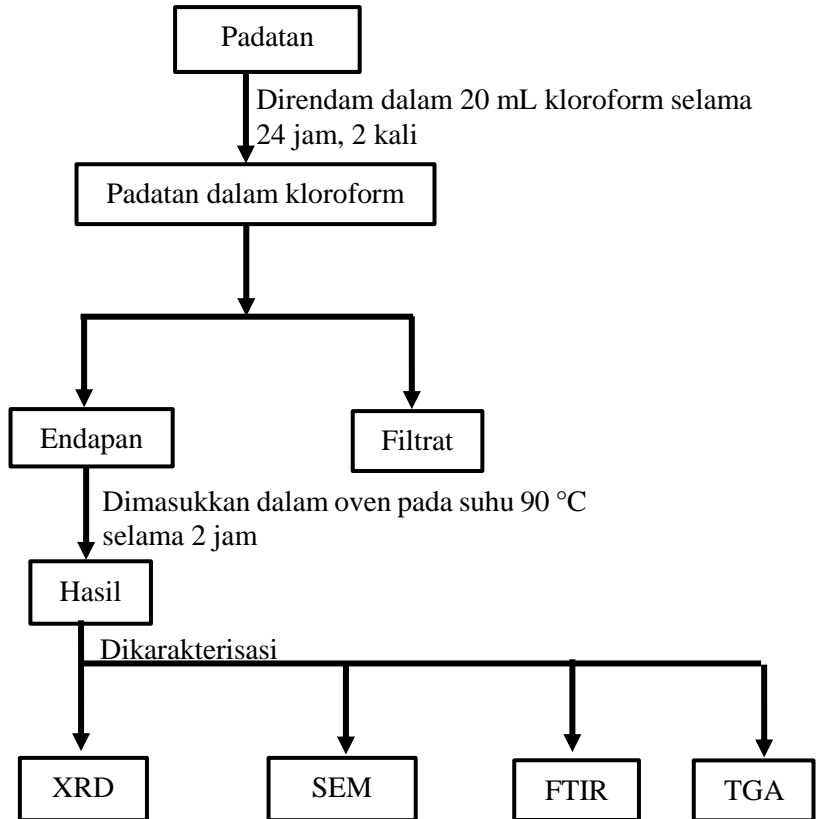 Padatan
Direndam dalam 20 mL kloroform selama
24 jam, 2 kali
Padatan dalam kloroform
Endapan
Filtrat
Dimasukkan dalam oven pada suhu 90 °C
selama 2 jam
Hasil
Dikarakterisasi
XRD
SEM
FTIR
TGA